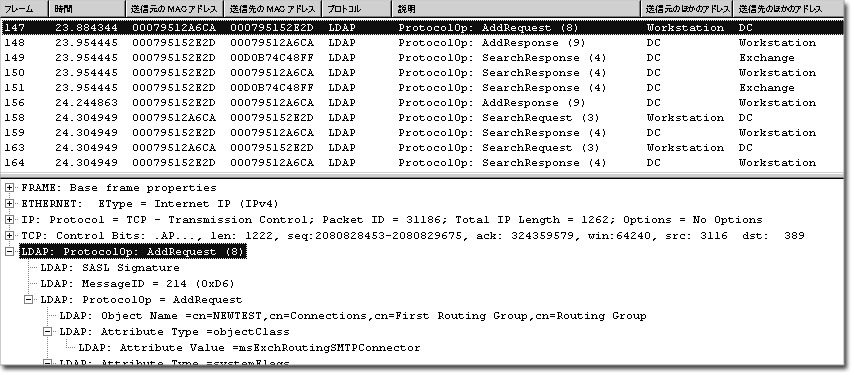 フレーム 時間 送信元の MAC アドレス 送信先の MAC アドレス プロトコル 説明 送信元のほかのアドレス 送信先のほかのアドレス
147 23.884344 00079512A6CA 000795152E2D LDAP ProtocolOp: AddRequest (8) Workstation DC
148 23.954445 000795152E2D 00079512A6CA LDAP ProtocolOp: AddResponse (9) DC Workstation
149 23.954445 000795152E2D 00D0B74C48FF LDAP ProtocolOp: SearchResponse (4) DC Exchange
150 23.954445 000795152E2D 00079512A6CA LDAP ProtocolOp: SearchResponse (4) DC Workstation
151 23.954445 000795152E2D 00D0B74C48FF LDAP ProtocolOp: SearchResponse (4) DC Exchange
156 24.244863 000795152E2D 00079512A6CA LDAP ProtocolOp: AddResponse (9) DC Workstation
158 24.304949 00079512A6CA 000795152E2D LDAP ProtocolOp: SearchRequest (3) Workstation DC
159 24.304949 000795152E2D 00079512A6CA LDAP ProtocolOp: SearchResponse (4) DC Workstation
163 24.304949 00079512A6CA 000795152E2D LDAP ProtocolOp: SearchRequest (3) Workstation DC
164 24.304949 000795152E2D 00079512A6CA LDAP ProtocolOp: SearchResponse (4) DC Workstation
FRAME: Base frame properties
ETHERNET: EType = Internet IP (IPv4)
IP: Protocol = TCP - Transmission Control; Packet ID = 31186; Total IP Length = 1262; Options = No Options
TCP: Control Bits: .AP..., len: 1222, seq:2080828453-2080829675, ack: 324359579, win:64240, src: 3116 dst: 389
LDAP: ProtocolOp: AddRequest (8)
LDAP: SASL Signature
LDAP: MessageID = 214 (0xD6)
LDAP: ProtocolOp = AddRequest
LDAP: Object Name =cn=NEWTEST,cn=Connections,cn=First Routing Group,cn=Routing Group
LDAP: Attribute Type =objectClass
LDAP: Attribute Value =msExchRoutingSMTPConnector
LDAP: Attribute Type =systemFlags